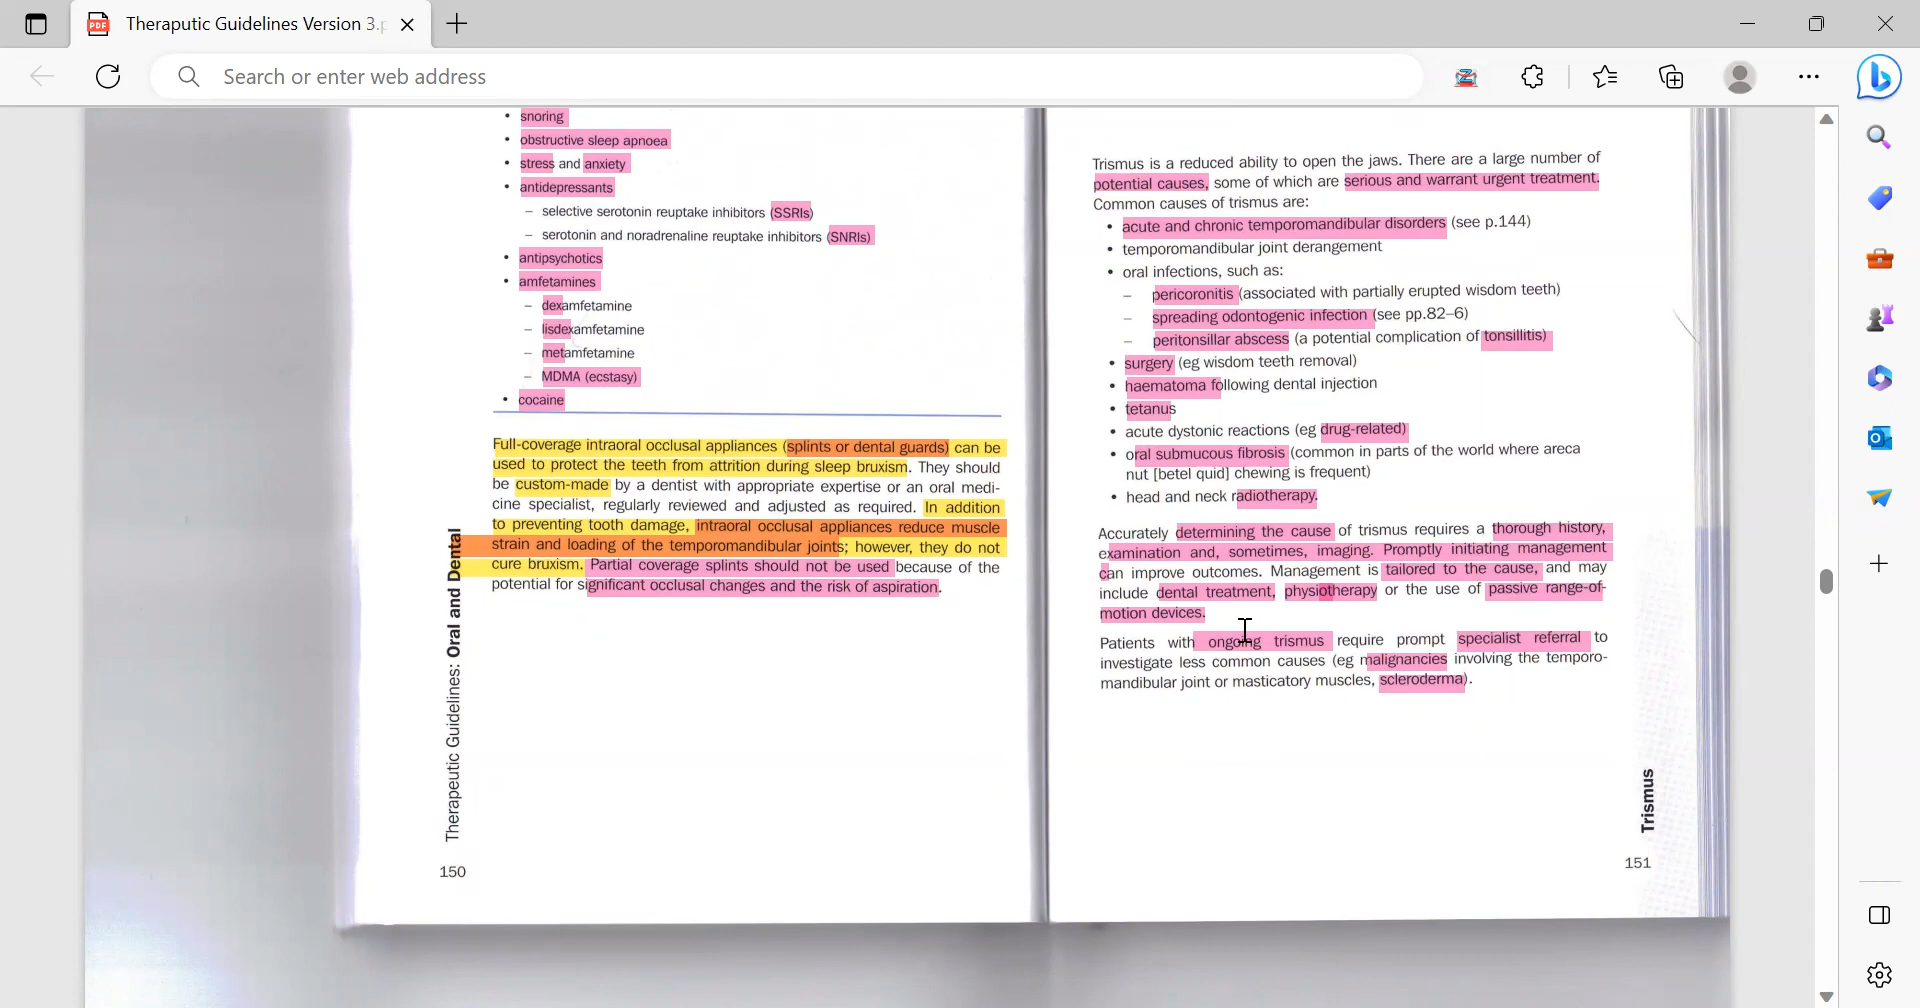 Theraputic Guidelines Version 3.p
Search or enter web address
• snoring
• obstructive sleep apnoea
• stress and anxiety
• antidepressants
– selective serotonin reuptake inhibitors (SSRIs)
– serotonin and noradrenaline reuptake inhibitors (SNRIs)
• antipsychotics
• amfetamines
– dexamfetamine
– lisdexamfetamine
– metamfetamine
– MDMA (ecstasy)
• cocaine
Full-coverage intraoral occlusal appliances (splints or dental guards) can be
used to protect the teeth from attrition during sleep bruxism. They should
be custom-made by a dentist with appropriate expertise or an oral medi-
cine specialist, regularly reviewed and adjusted as required. In addition
to preventing tooth damage, intraoral occlusal appliances reduce muscle
strain and loading of the temporomandibular joints; however, they do not
cure bruxism. Partial coverage splints should not be used because of the
potential for significant occlusal changes and the risk of aspiration.
Therapeutic Guidelines: Oral and Dental
150
Trismus is a reduced ability to open the jaws. There are a large number of
potential causes, some of which are serious and warrant urgent treatment.
Common causes of trismus are:
• acute and chronic temporomandibular disorders (see p.144)
• temporomandibular joint derangement
• oral infections, such as:
– pericoronitis (associated with partially erupted wisdom teeth)
– spreading odontogenic infection (see pp.82–6)
– peritonsillar abscess (a potential complication of tonsillitis)
• surgery (eg wisdom teeth removal)
• haematoma following dental injection
• tetanus
• acute dystonic reactions (eg drug-related)
• oral submucous fibrosis (common in parts of the world where areca
nut [betel quid] chewing is frequent)
• head and neck radiotherapy.
Accurately determining the cause of trismus requires a thorough history,
examination and, sometimes, imaging. Promptly initiating management
can improve outcomes. Management is tailored to the cause, and may
include dental treatment, physiotherapy or the use of passive range-of-
motion devices.
Patients with ongoing trismus require prompt specialist referral to
investigate less common causes (eg malignancies involving the temporo-
mandibular joint or masticatory muscles, scleroderma).
Trismus
151